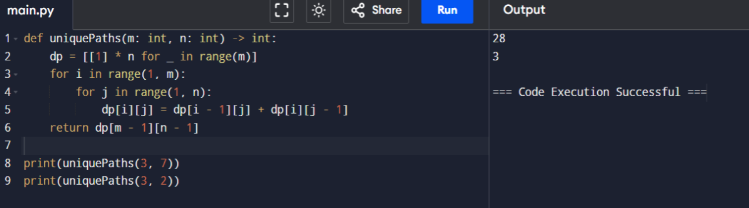 main.py Share Run Output
1 def uniquePaths(m: int, n: int) -> int:
2 dp = [[1] * n for _ in range(m)]
3 for i in range(1, m):
4 for j in range(1, n):
5 dp[i][j] = dp[i - 1][j] + dp[i][j - 1]
6 return dp[m - 1][n - 1]
7
8 print(uniquePaths(3, 7))
9 print(uniquePaths(3, 2))
28
3
=== Code Execution Successful ===